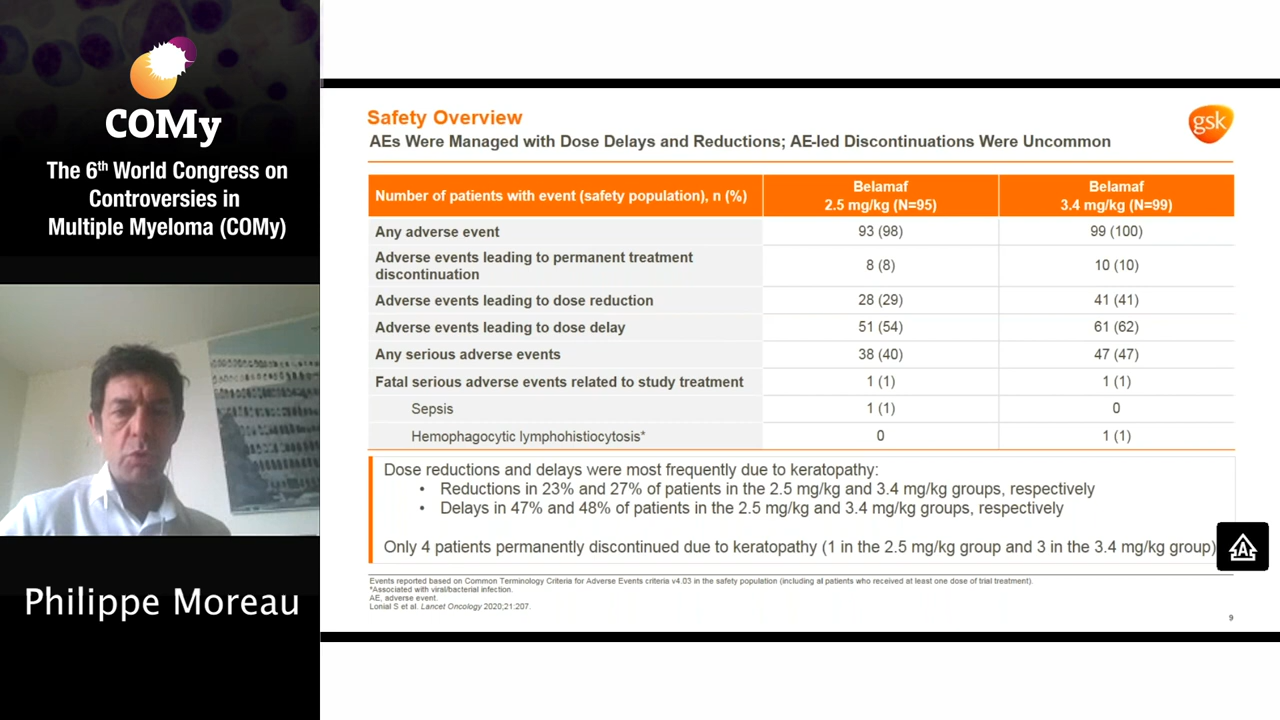 COMy
The 6th World Congress on
Controversies in
Multiple Myeloma (COMy)
Philippe Moreau
Safety Overview
AEs Were Managed with Dose Delays and Reductions; AE-led Discontinuations Were Uncommon
gsk
Number of patients with event (safety population), n (%) Belamaf 2.5 mg/kg (N=95) Belamaf 3.4 mg/kg (N=99)
Any adverse event 93 (98) 99 (100)
Adverse events leading to permanent treatment discontinuation 8 (8) 10 (10)
Adverse events leading to dose reduction 28 (29) 41 (41)
Adverse events leading to dose delay 51 (54) 61 (62)
Any serious adverse events 38 (40) 47 (47)
Fatal serious adverse events related to study treatment 1 (1) 1 (1)
Sepsis 1 (1) 0
Hemophagocytic lymphohistiocytosis* 0 1 (1)
Dose reductions and delays were most frequently due to keratopathy:
• Reductions in 23% and 27% of patients in the 2.5 mg/kg and 3.4 mg/kg groups, respectively
• Delays in 47% and 48% of patients in the 2.5 mg/kg and 3.4 mg/kg groups, respectively
Only 4 patients permanently discontinued due to keratopathy (1 in the 2.5 mg/kg group and 3 in the 3.4 mg/kg group)
A
Events reported based on Common Terminology Criteria for Adverse Events criteria v4.03 in the safety population (including all patients who received at least one dose of trial treatment).
*Associated with viral/bacterial infection.
AE, adverse event.
Lonial S et al. Lancet Oncology 2020;21:207.
9